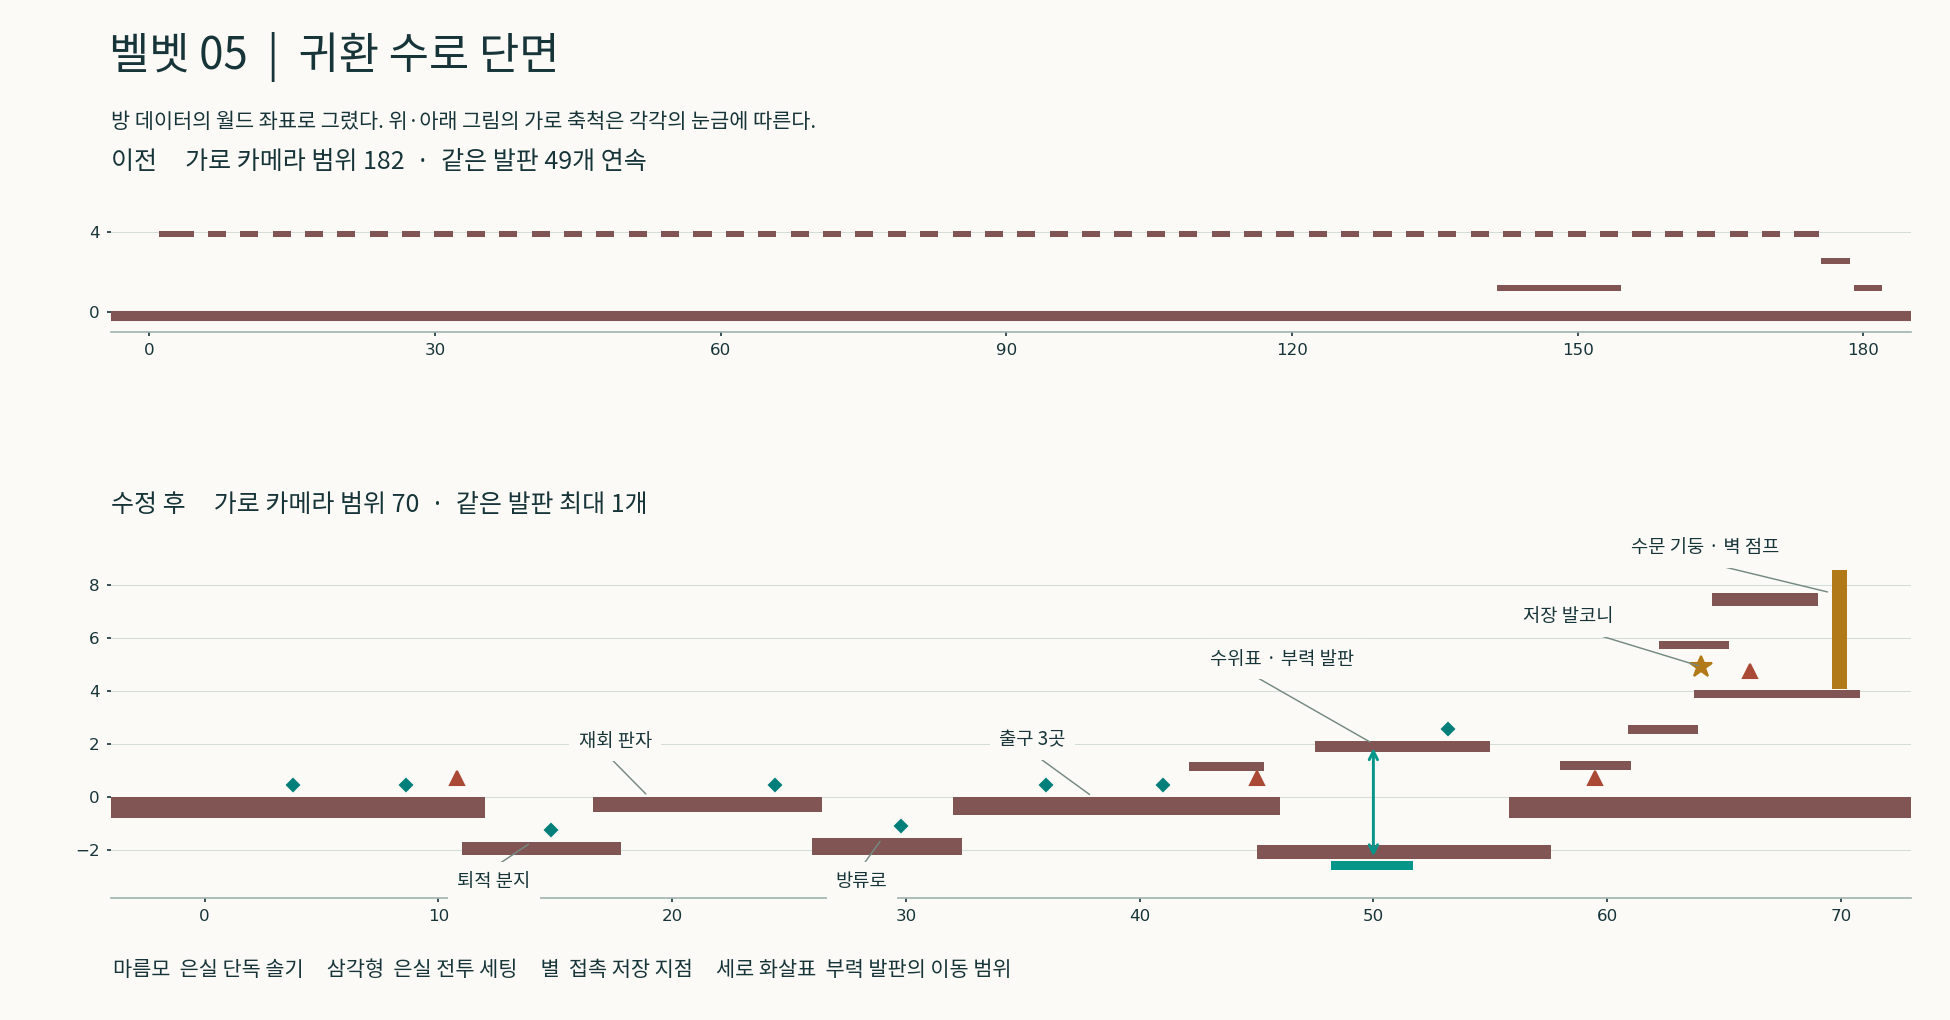 벨벳 05 | 귀환 수로 단면
방 데이터의 월드 좌표로 그렸다. 위·아래 그림의 가로 축척은 각각의 눈금에 따른다.
이전 가로 카메라 범위 182 · 같은 발판 49개 연속
4
0
0 30 60 90 120 150 180
수정 후 가로 카메라 범위 70 · 같은 발판 최대 1개
수문 기둥 · 벽 점프
8
저장 발코니
6
수위표 · 부력 발판
4
재회 판자
출구 3곳
2
0
−2
퇴적 분지
방류로
0 10 20 30 40 50 60 70
마름모 은실 단독 솔기 삼각형 은실 전투 세팅 별 접촉 저장 지점 세로 화살표 부력 발판의 이동 범위